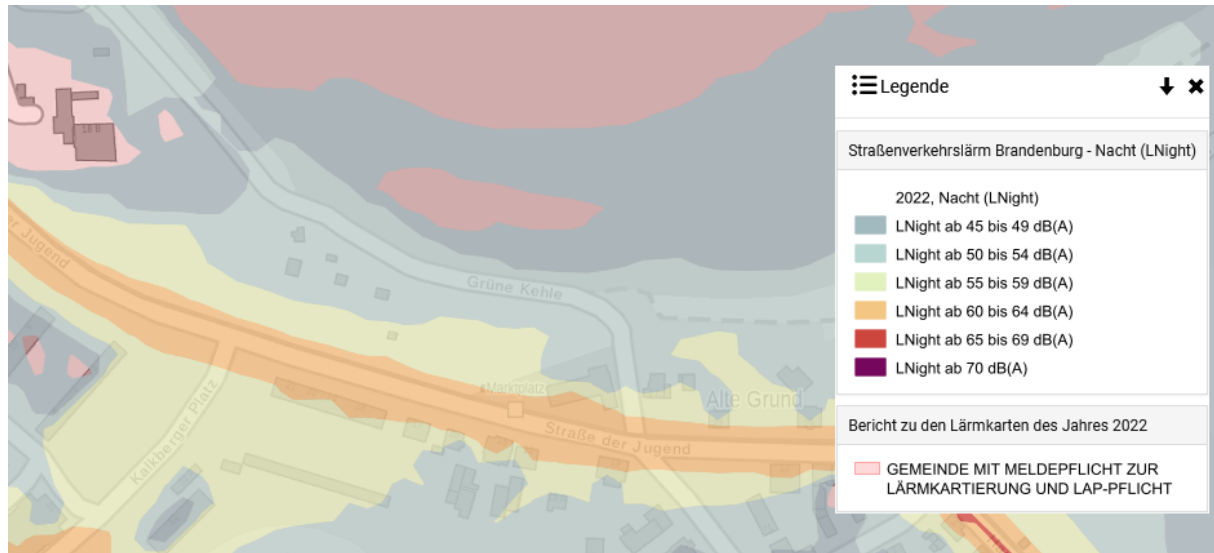 Legende
Straßenverkehrslärm Brandenburg - Nacht (LNight)
2022, Nacht (LNight)
LNight ab 45 bis 49 dB(A)
LNight ab 50 bis 54 dB(A)
LNight ab 55 bis 59 dB(A)
LNight ab 60 bis 64 dB(A)
LNight ab 65 bis 69 dB(A)
LNight ab 70 dB(A)
Bericht zu den Lärmkarten des Jahres 2022
GEMEINDE MIT MELDEPFLICHT ZUR
LÄRMKARTIERUNG UND LAP-PFLICHT
18 B
er Jugend
Grüne Kehle
Marktplatz
Alte Grund
Kalkberger Platz
Straße der Jugend